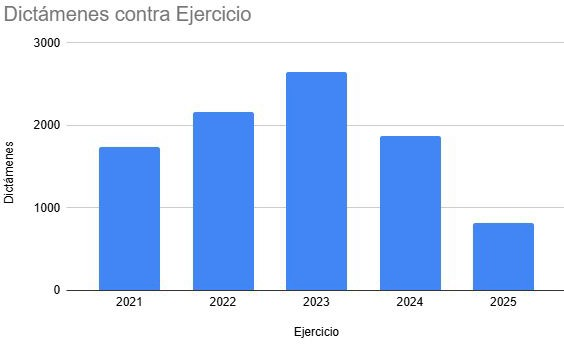 Dictámenes contra Ejercicio
3000
2000
1000
0
Dictámenes
2021 2022 2023 2024 2025
Ejercicio